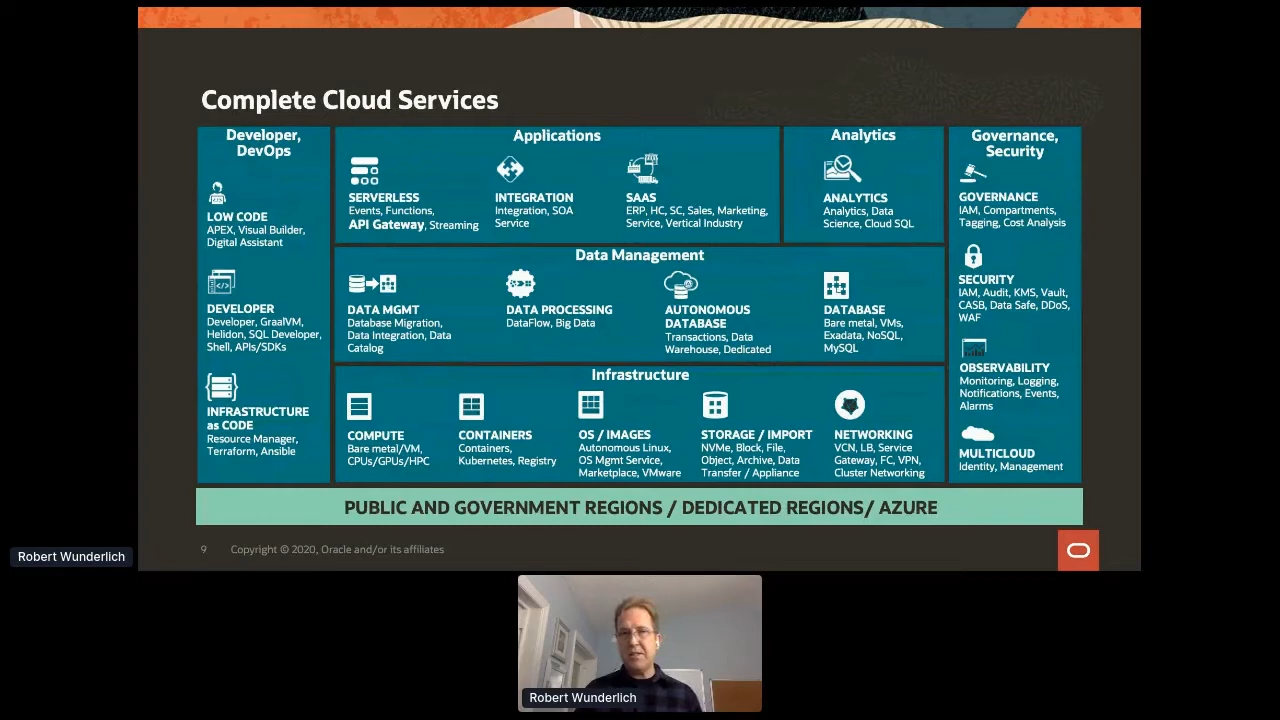 Complete Cloud Services
Developer,
DevOps
LOW CODE
APEX, Visual Builder,
Digital Assistant
DEVELOPER
Developer, GraalVM,
Helidon, SQL Developer,
Shell, APIs/SDKs
INFRASTRUCTURE
as CODE
Resource Manager,
Terraform, Ansible
Applications
SERVERLESS
Events, Functions,
API Gateway, Streaming
INTEGRATION
Integration, SOA
Service
SAAS
ERP, HC, SC, Sales, Marketing,
Service, Vertical Industry
Analytics
ANALYTICS
Analytics, Data
Science, Cloud SQL
Data Management
DATA MGMT
Database Migration,
Data Integration, Data
Catalog
DATA PROCESSING
DataFlow, Big Data
AUTONOMOUS
DATABASE
Transactions, Data
Warehouse, Dedicated
DATABASE
Bare metal, VMs,
Exadata, NoSQL,
MySQL
Infrastructure
COMPUTE
Bare metal/VM,
CPUs/GPUs/HPC
CONTAINERS
Containers,
Kubernetes, Registry
OS / IMAGES
Autonomous Linux,
OS Mgmt Service,
Marketplace, VMware
STORAGE / IMPORT
NVMe, Block, File,
Object, Archive, Data
Transfer / Appliance
NETWORKING
VCN, LB, Service
Gateway, FC, VPN,
Cluster Networking
Governance,
Security
GOVERNANCE
IAM, Compartments,
Tagging, Cost Analysis
SECURITY
IAM, Audit, KMS, Vault,
CASB, Data Safe, DDoS,
WAF
OBSERVABILITY
Monitoring, Logging,
Notifications, Events,
Alarms
MULTICLOUD
Identity, Management
PUBLIC AND GOVERNMENT REGIONS / DEDICATED REGIONS/ AZURE
9 Copyright © 2020, Oracle and/or its affiliates
Robert Wunderlich
Robert Wunderlich